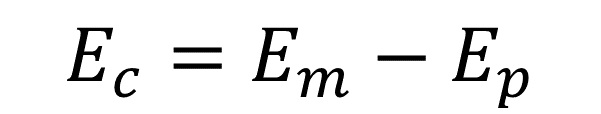 E_c = E_m − E_p